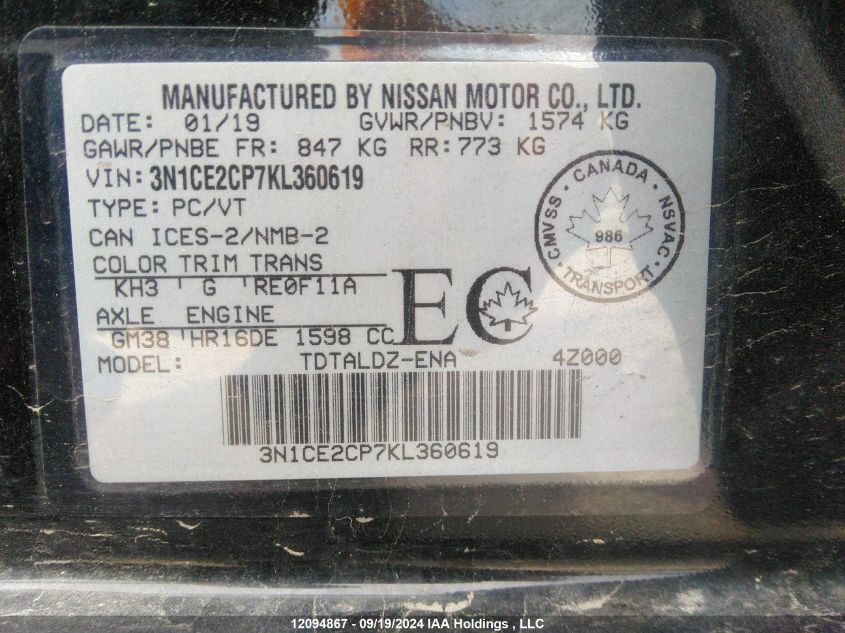 MANUFACTURED BY NISSAN MOTOR CO., LTD.
DATE: 01/19 GVWR/PNBV: 1574 KG
GAWR/PNBE FR: 847 KG RR: 773 KG
VIN: 3N1CE2CP7KL360619
TYPE: PC/VT
CAN ICES-2/NMB-2
COLOR TRIM TRANS
KH3 ' G 'RE0F11A
AXLE ENGINE
GM38 'HR16DE 1598 CC
EC
MODEL: TDTALDZ-ENA 4Z000
3N1CE2CP7KL360619
CMVSS · CANADA · NSVAC
986
· TRANSPORT ·
12094867 - 09/19/2024 IAA Holdings , LLC